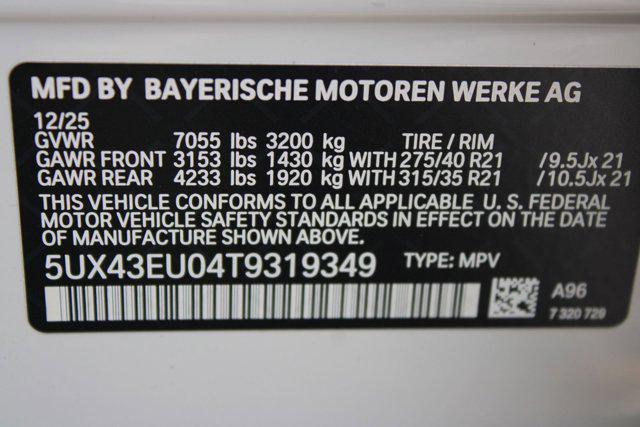 MFD BY BAYERISCHE MOTOREN WERKE AG
12/25
GVWR 7055 lbs 3200 kg TIRE / RIM
GAWR FRONT 3153 lbs 1430 kg WITH 275/40 R21 /9.5Jx 21
GAWR REAR 4233 lbs 1920 kg WITH 315/35 R21 /10.5Jx 21
THIS VEHICLE CONFORMS TO ALL APPLICABLE U. S. FEDERAL
MOTOR VEHICLE SAFETY STANDARDS IN EFFECT ON THE DATE
OF MANUFACTURE SHOWN ABOVE.
5UX43EU04T9319349 TYPE: MPV
A96
7 320 729